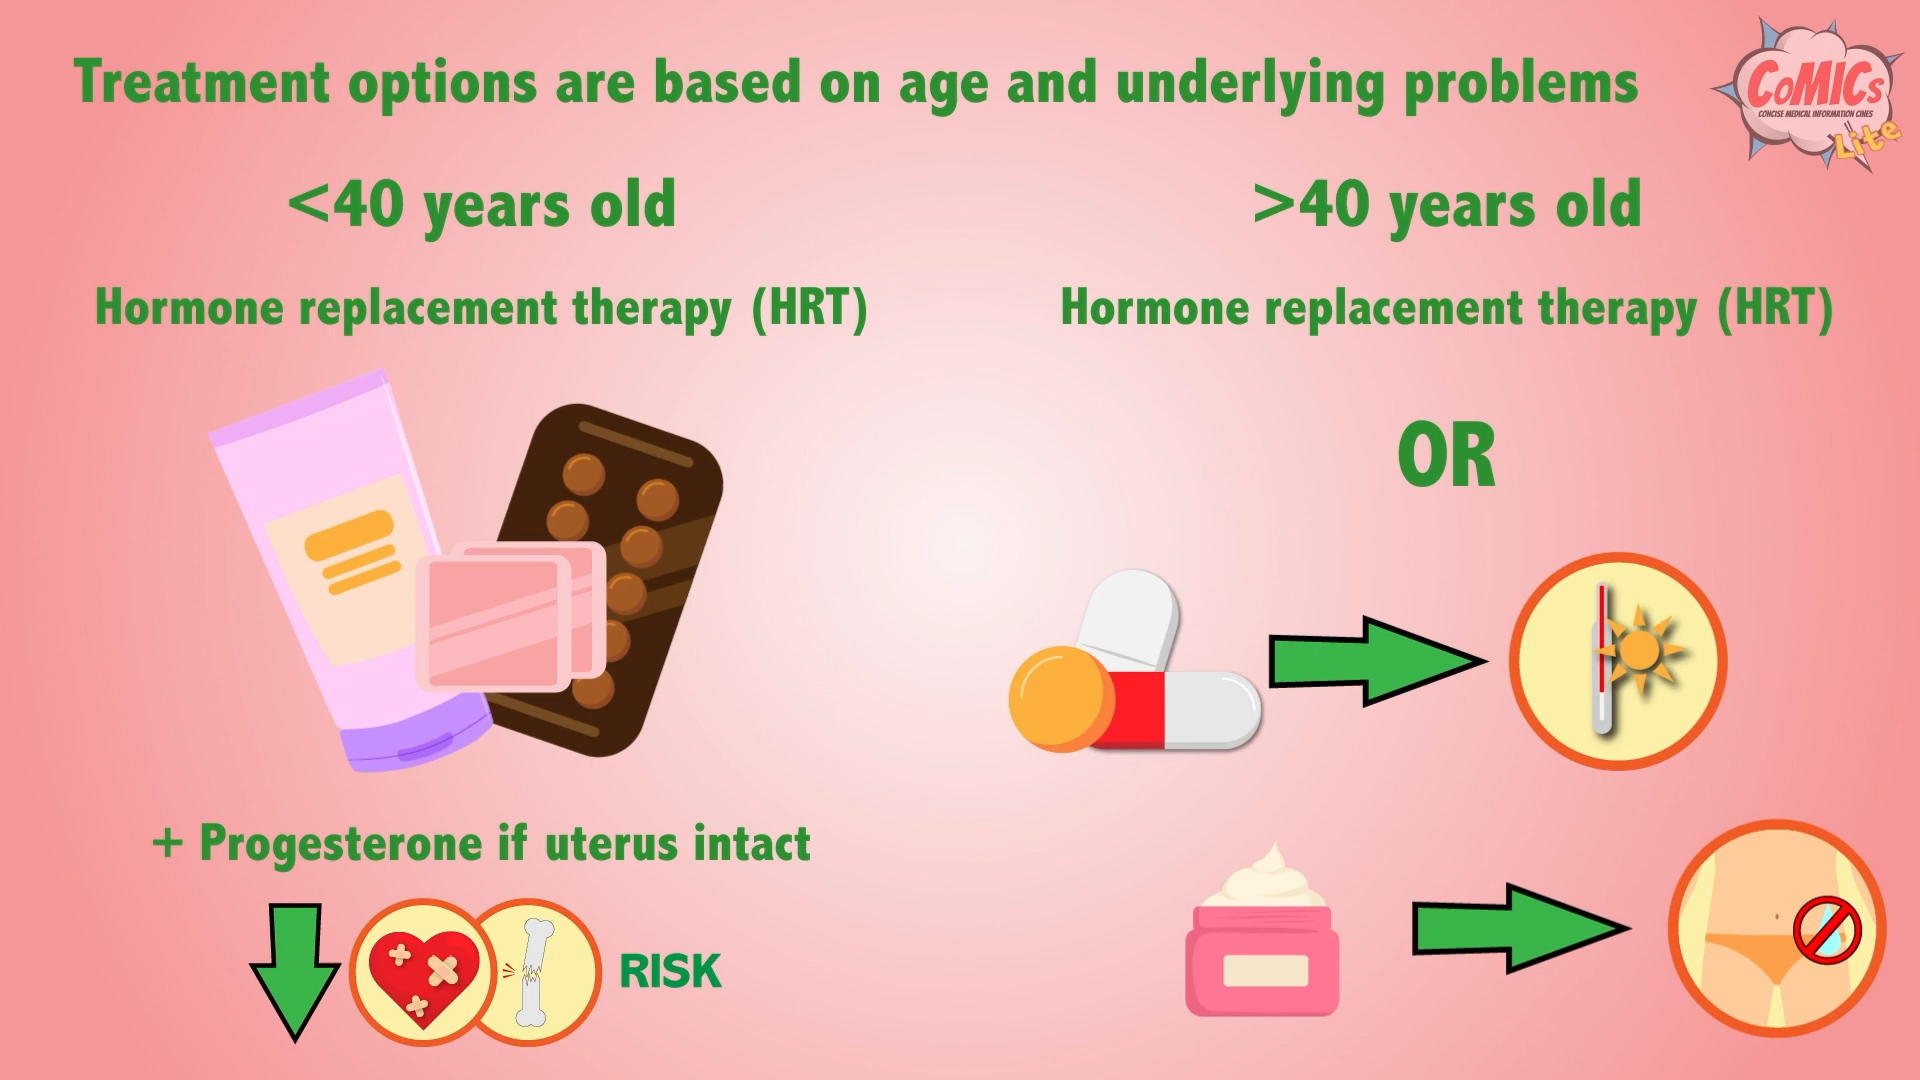 Treatment options are based on age and underlying problems
CoMICs
CONCISE MEDICAL INFORMATION CINES
Lite
<40 years old
Hormone replacement therapy (HRT)
+ Progesterone if uterus intact
RISK
>40 years old
Hormone replacement therapy (HRT)
OR